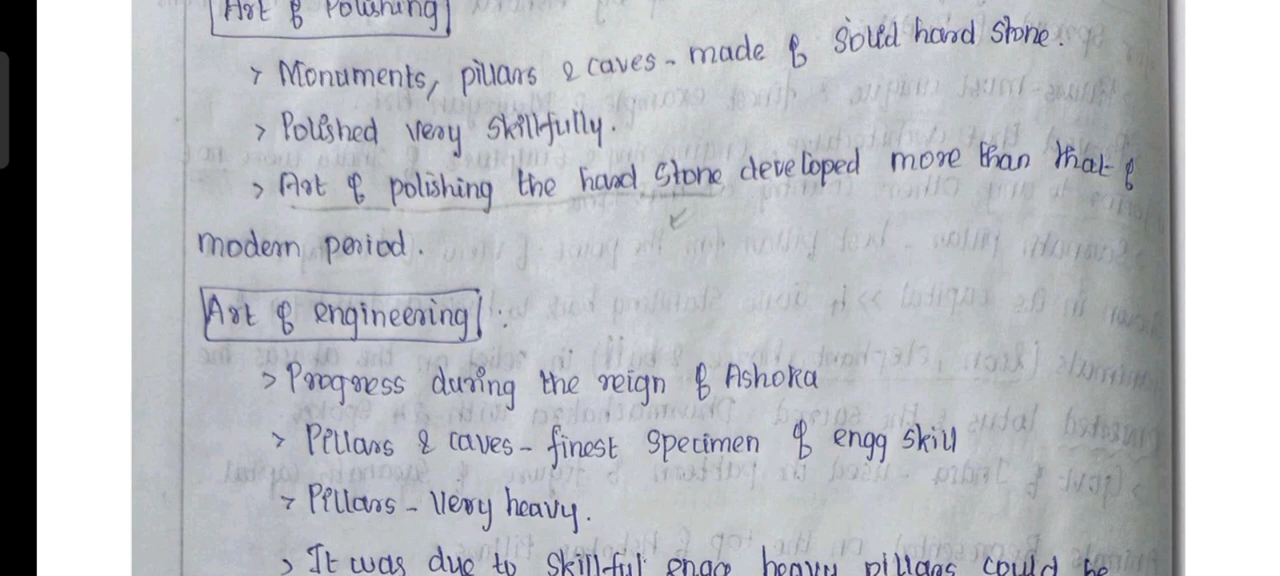 Art of Polishing
> Monuments, pillars & caves - made of solid hard stone.
> Polished very skillfully.
> Art of polishing the hard stone developed more than that of
modern period.
Art of engineering :
> Progress during the reign of Ashoka
> Pillars & caves - finest specimen of engg skill
> Pillars - very heavy.
> It was due to skillful engg heavy pillars could be